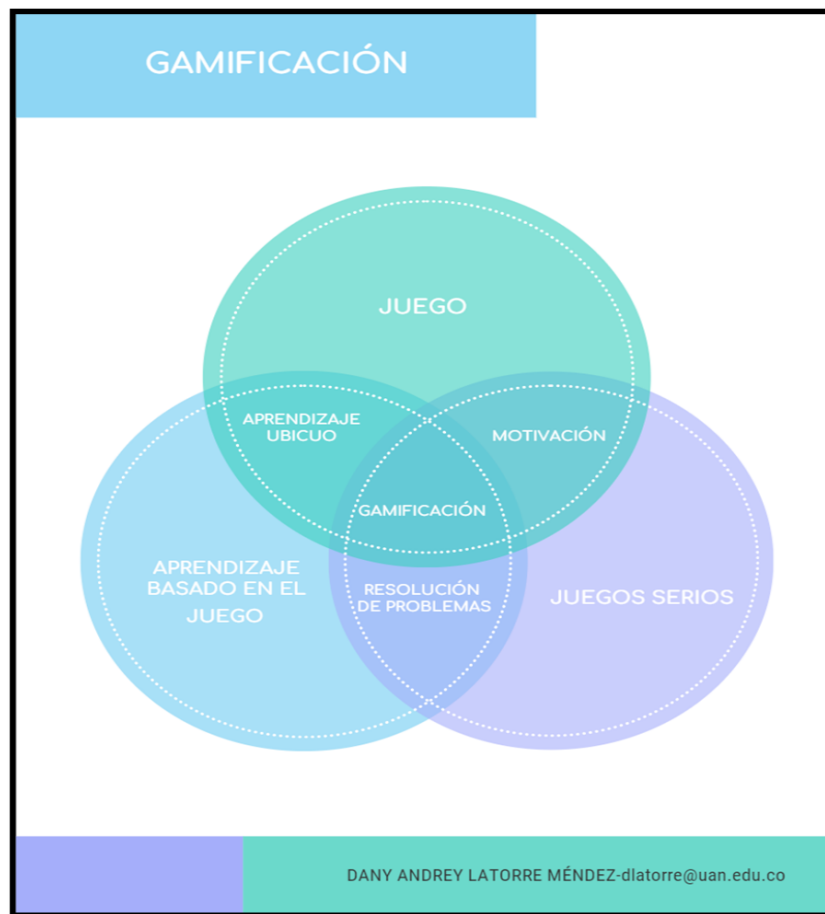 GAMIFICACIÓN
JUEGO
APRENDIZAJE
UBICUO
MOTIVACIÓN
GAMIFICACIÓN
APRENDIZAJE
BASADO EN EL
JUEGO
RESOLUCIÓN
DE PROBLEMAS
JUEGOS SERIOS
DANY ANDREY LATORRE MÉNDEZ-dlatorre@uan.edu.co